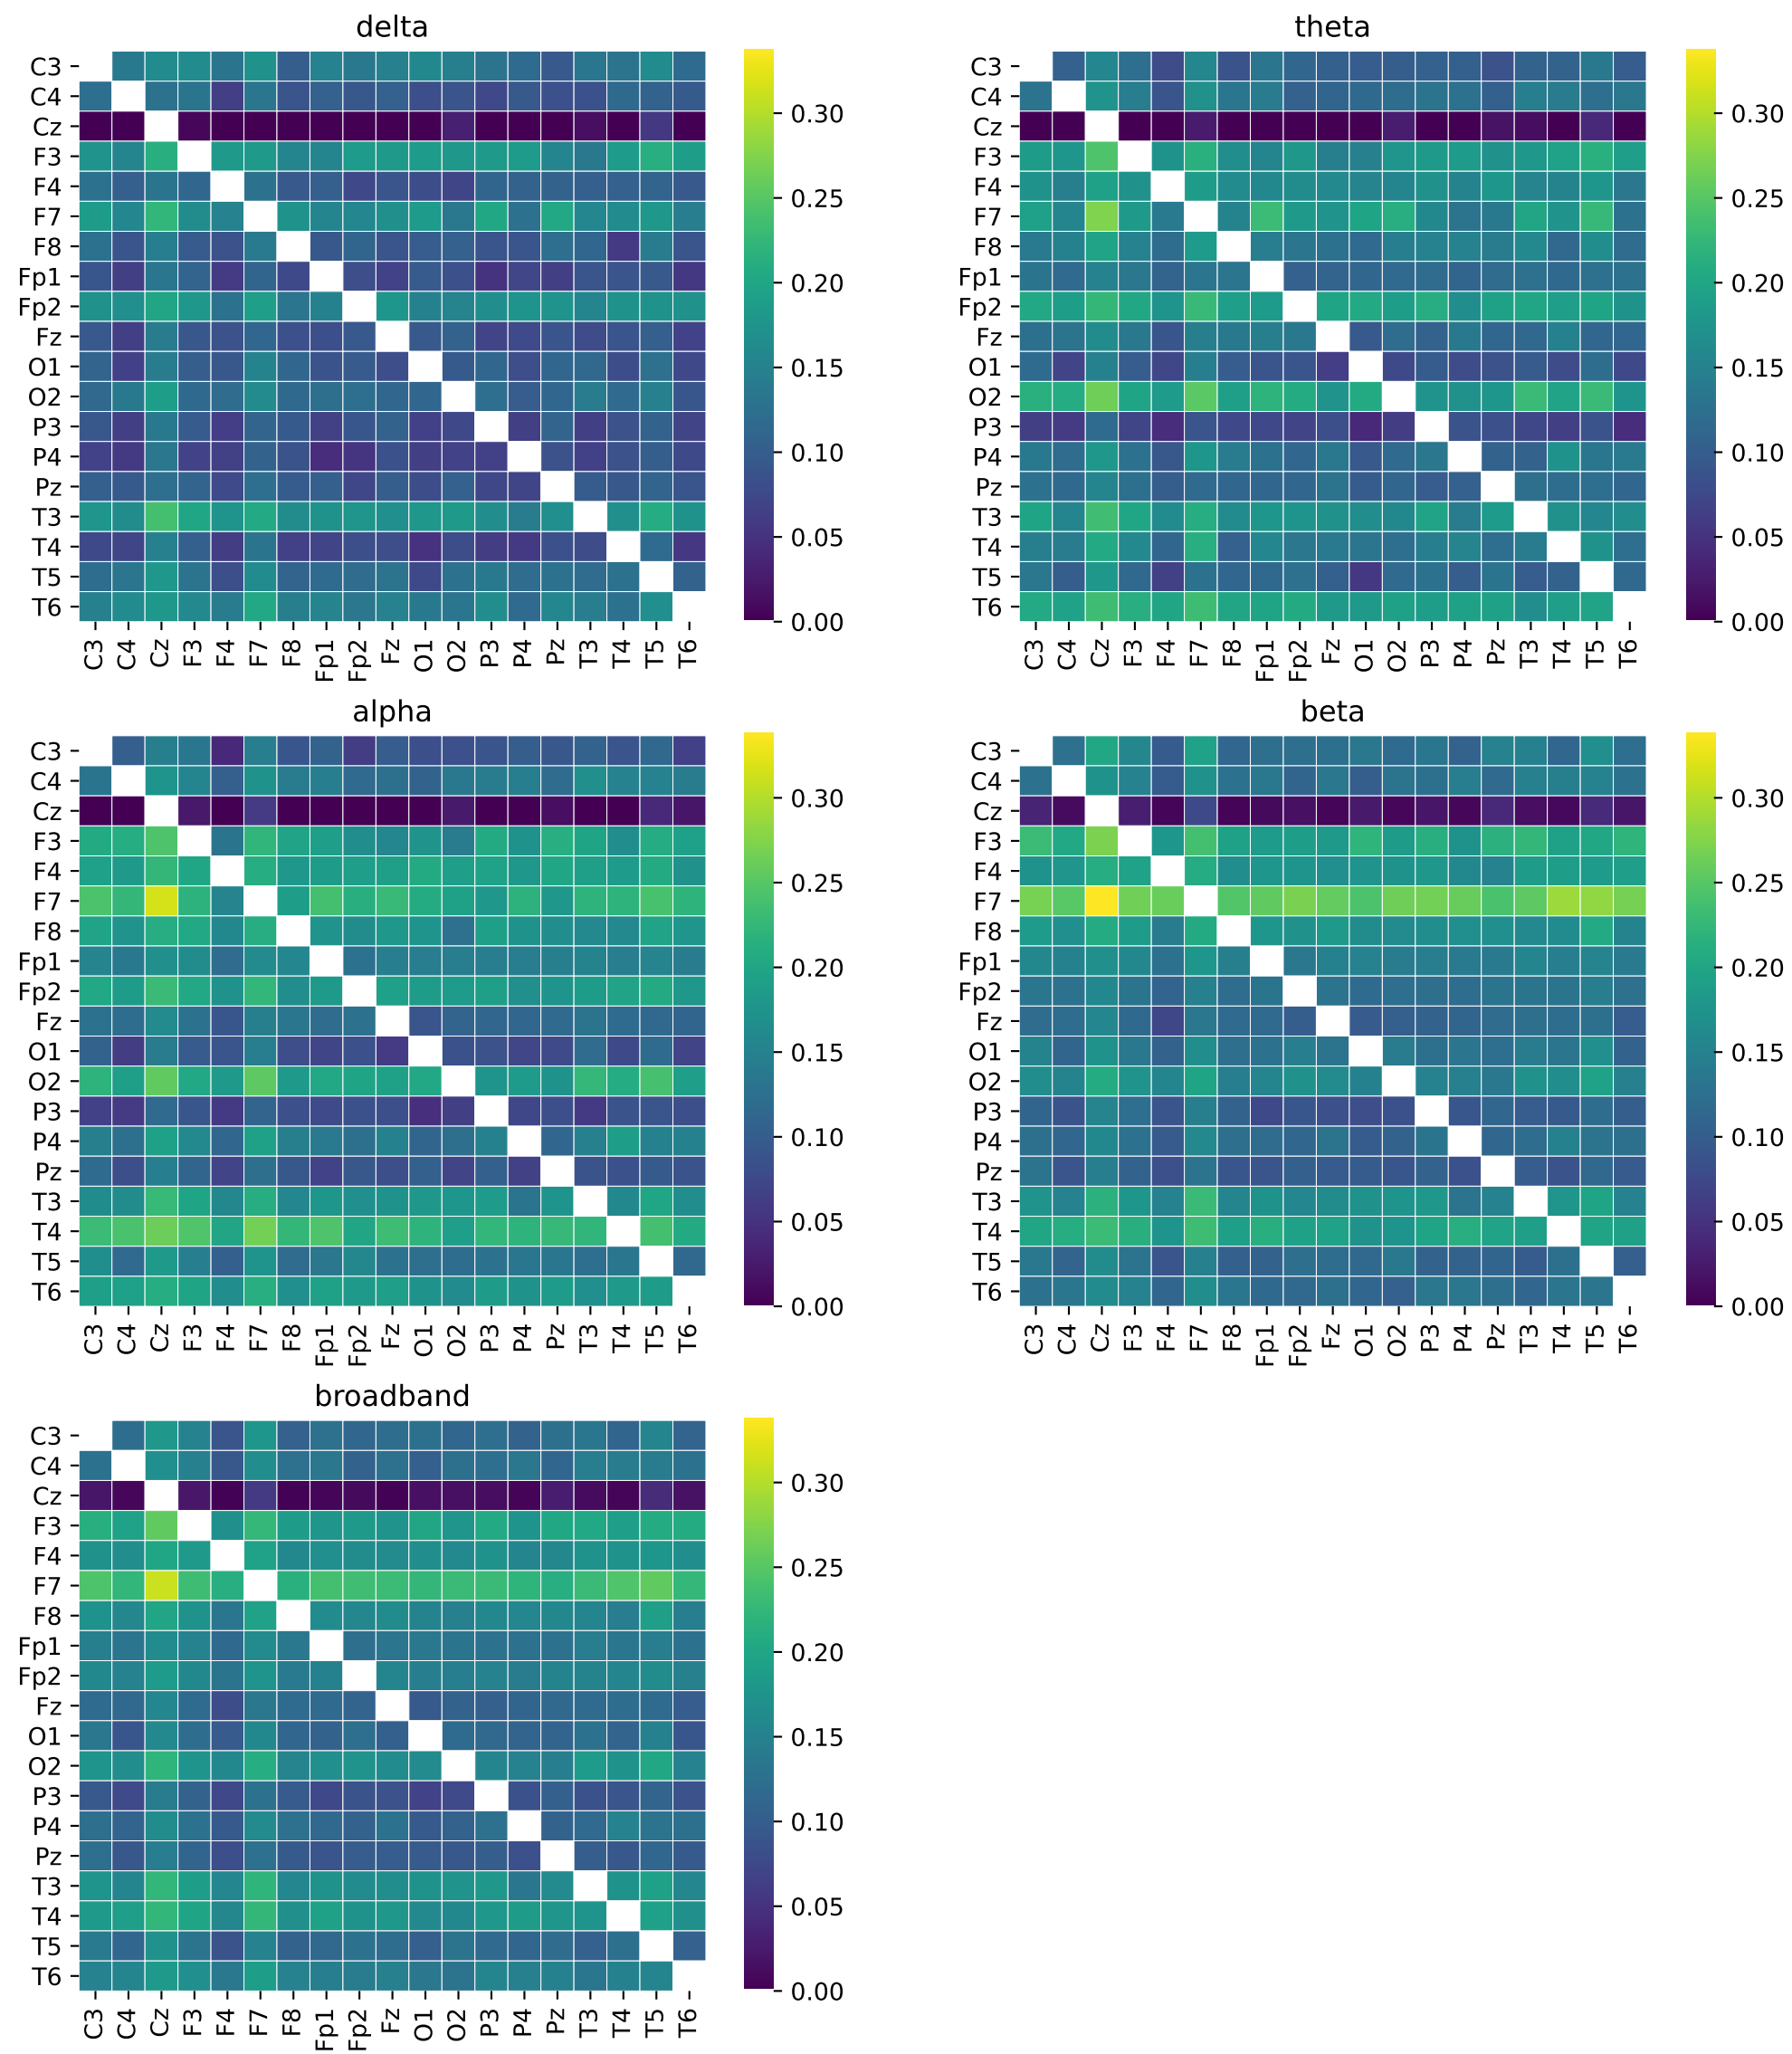 delta
C3
C4
Cz
F3
F4
F7
F8
Fp1
Fp2
Fz
O1
O2
P3
P4
Pz
T3
T4
T5
T6
C3 C4 Cz F3 F4 F7 F8 Fp1 Fp2 Fz O1 O2 P3 P4 Pz T3 T4 T5 T6
0.30
0.25
0.20
0.15
0.10
0.05
0.00
theta
C3
C4
Cz
F3
F4
F7
F8
Fp1
Fp2
Fz
O1
O2
P3
P4
Pz
T3
T4
T5
T6
C3 C4 Cz F3 F4 F7 F8 Fp1 Fp2 Fz O1 O2 P3 P4 Pz T3 T4 T5 T6
0.30
0.25
0.20
0.15
0.10
0.05
0.00
alpha
C3
C4
Cz
F3
F4
F7
F8
Fp1
Fp2
Fz
O1
O2
P3
P4
Pz
T3
T4
T5
T6
C3 C4 Cz F3 F4 F7 F8 Fp1 Fp2 Fz O1 O2 P3 P4 Pz T3 T4 T5 T6
0.30
0.25
0.20
0.15
0.10
0.05
0.00
beta
C3
C4
Cz
F3
F4
F7
F8
Fp1
Fp2
Fz
O1
O2
P3
P4
Pz
T3
T4
T5
T6
C3 C4 Cz F3 F4 F7 F8 Fp1 Fp2 Fz O1 O2 P3 P4 Pz T3 T4 T5 T6
0.30
0.25
0.20
0.15
0.10
0.05
0.00
broadband
C3
C4
Cz
F3
F4
F7
F8
Fp1
Fp2
Fz
O1
O2
P3
P4
Pz
T3
T4
T5
T6
C3 C4 Cz F3 F4 F7 F8 Fp1 Fp2 Fz O1 O2 P3 P4 Pz T3 T4 T5 T6
0.30
0.25
0.20
0.15
0.10
0.05
0.00